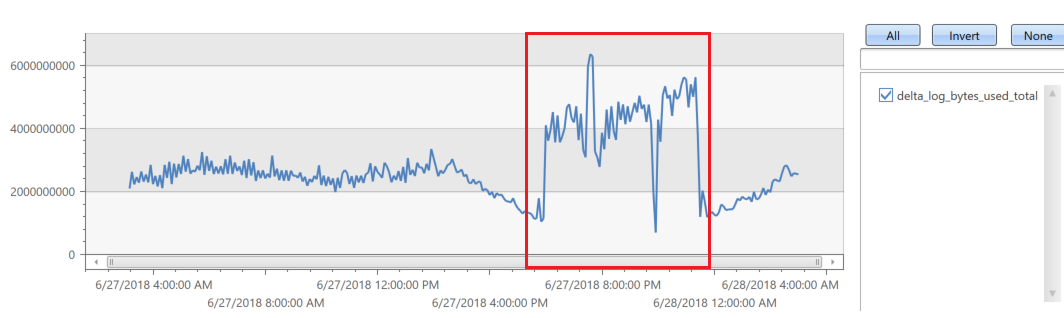 All Invert None
delta_log_bytes_used_total
6000000000
4000000000
2000000000
0
6/27/2018 4:00:00 AM 6/27/2018 12:00:00 PM 6/27/2018 8:00:00 PM 6/28/2018 4:00:00 AM
6/27/2018 8:00:00 AM 6/27/2018 4:00:00 PM 6/28/2018 12:00:00 AM